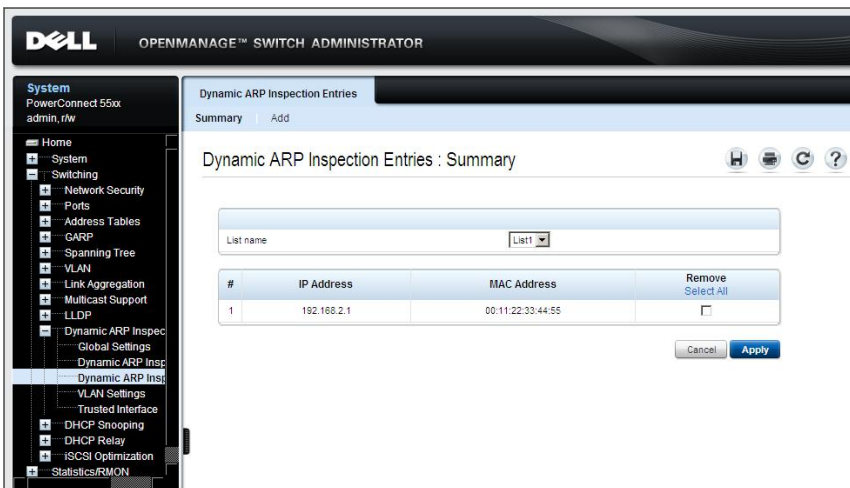 DELL
OPENMANAGE™ SWITCH ADMINISTRATOR
System
PowerConnect 55xx
admin, r/w
Home
System
Switching
Network Security
Ports
Address Tables
GARP
Spanning Tree
VLAN
Link Aggregation
Multicast Support
LLDP
Dynamic ARP Inspec
Global Settings
Dynamic ARP Insp
Dynamic ARP Insp
VLAN Settings
Trusted Interface
DHCP Snooping
DHCP Relay
iSCSI Optimization
Statistics/RMON
Dynamic ARP Inspection Entries
Summary Add
Dynamic ARP Inspection Entries : Summary
?
List name List1
# IP Address MAC Address Remove
Select All
1 192.168.2.1 00:11:22:33:44:55
Cancel Apply